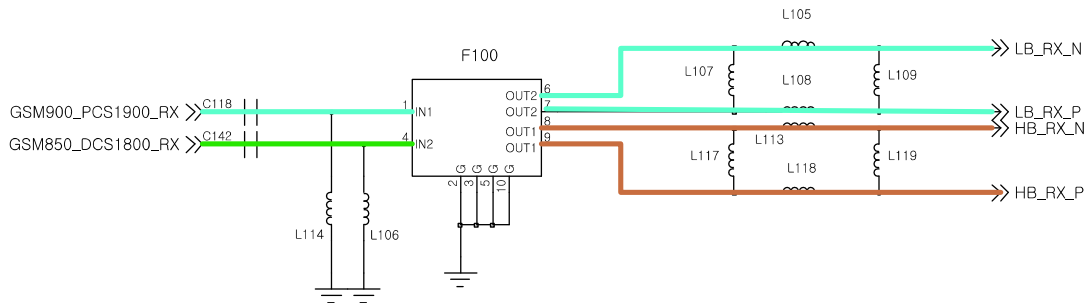 L105
F100
LB_RX_N
L107
L108
L109
GSM900_PCS1900_RX
C118
1
IN1
OUT2
6
OUT2
7
LB_RX_P
GSM850_DCS1800_RX
C142
4
IN2
OUT1
8
OUT1
9
HB_RX_N
L113
L117
L118
L119
G
G
G
G
2
3
5
10
HB_RX_P
L114
L106